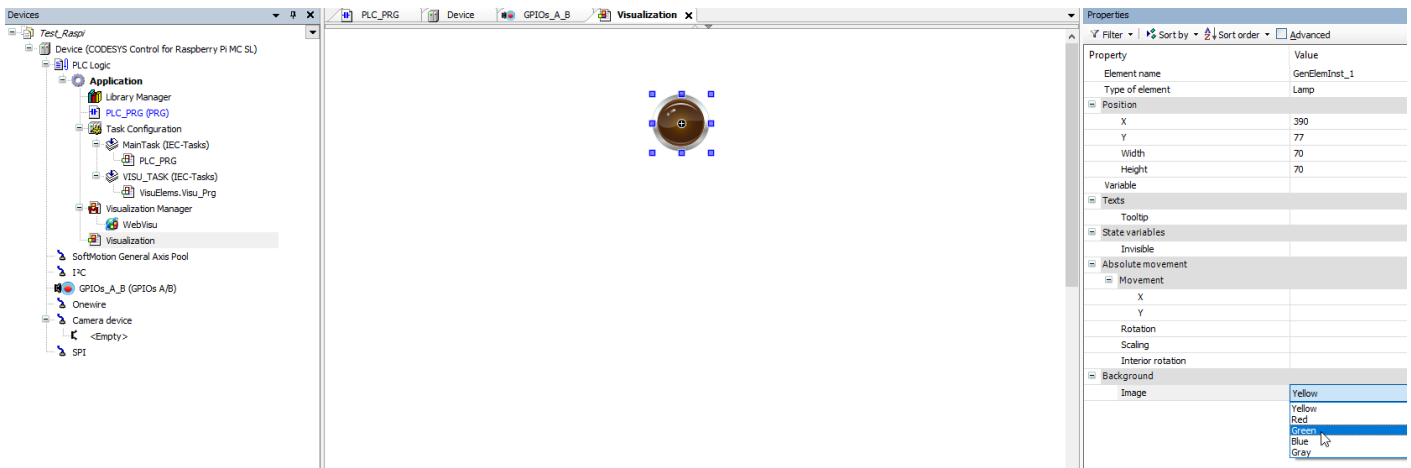 Devices
Test_Raspi
Device (CODESYS Control for Raspberry Pi MC SL)
PLC Logic
Application
Library Manager
PLC_PRG (PRG)
Task Configuration
MainTask (IEC-Tasks)
PLC_PRG
VISU_TASK (IEC-Tasks)
VisuElems.Visu_Prg
Visualization Manager
WebVisu
Visualization
SoftMotion General Axis Pool
I²C
GPIOs_A_B (GPIOs A/B)
Onewire
Camera device
<Empty>
SPI
PLC_PRG Device GPIOs_A_B Visualization
Properties
Filter Sort by Sort order Advanced
Property Value
Element name GenElemInst_1
Type of element Lamp
Position
X 390
Y 77
Width 70
Height 70
Variable
Texts
Tooltip
State variables
Invisible
Absolute movement
Movement
X
Y
Rotation
Scaling
Interior rotation
Background
Image Yellow
Yellow
Red
Green
Blue
Gray